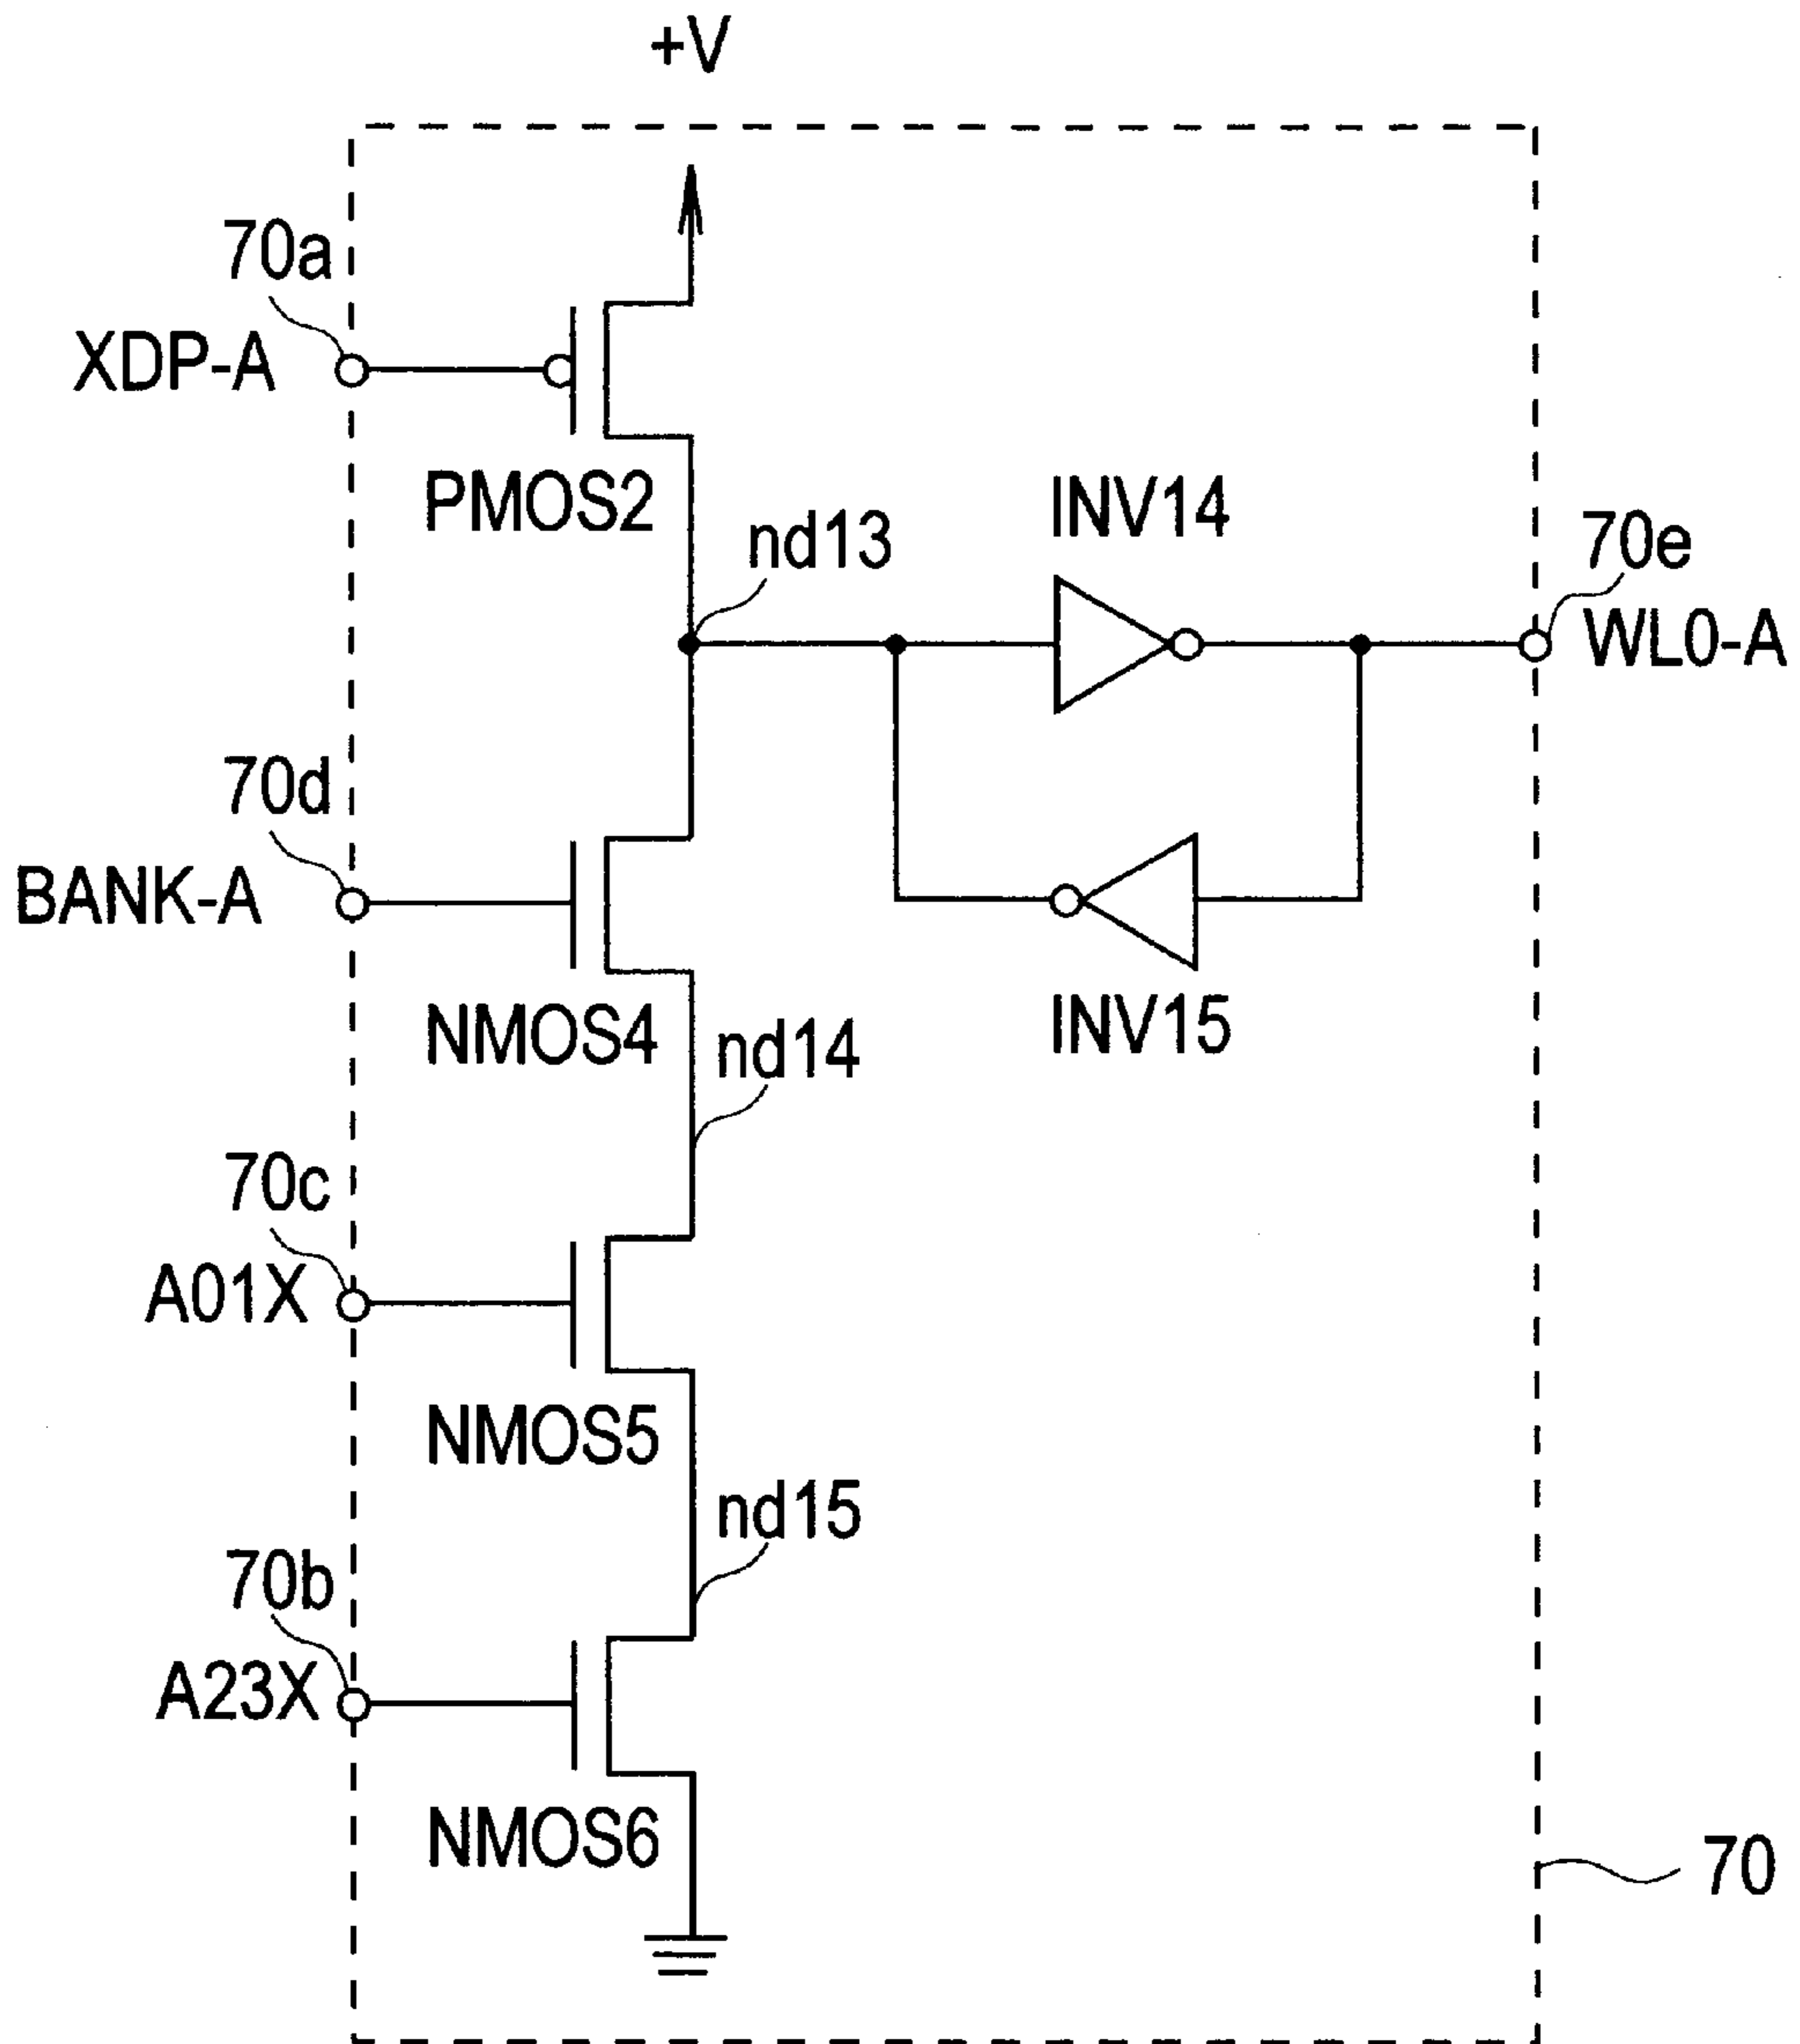 +V
70a
XDP-A
PMOS2
nd13
INV14
70e
WL0-A
70d
BANK-A
NMOS4
INV15
nd14
70c
A01X
NMOS5
nd15
70b
A23X
NMOS6
70